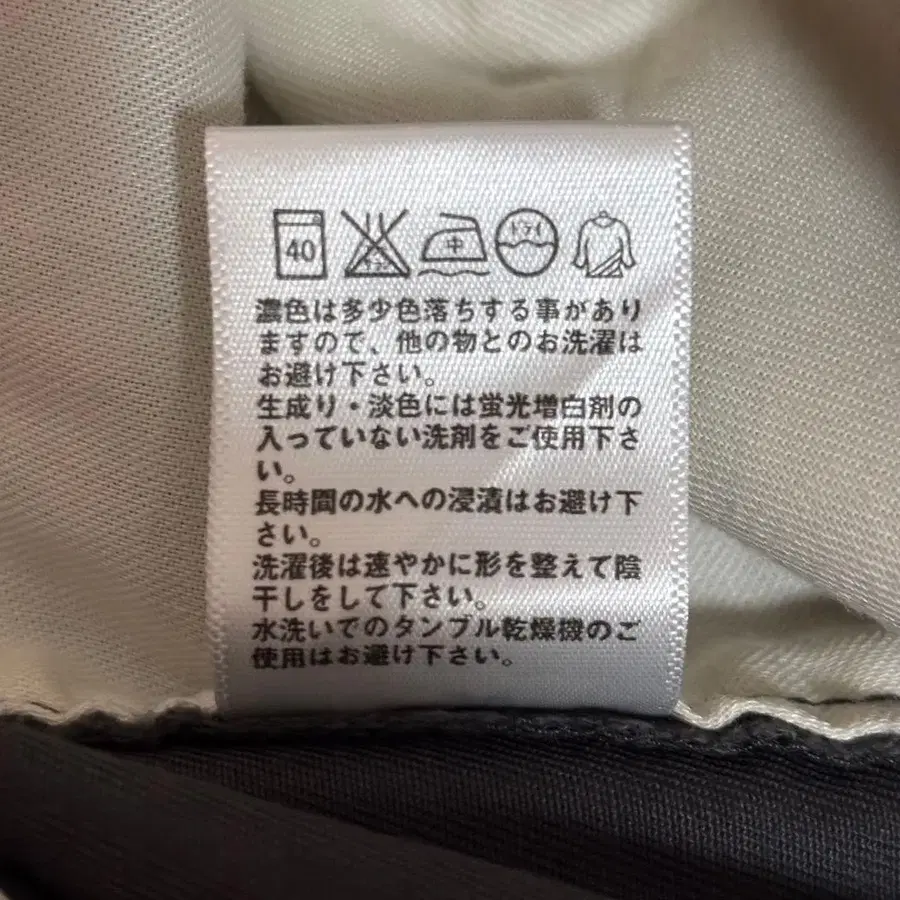 40 中 ドライ
濃色は多少色落ちする事があり
ますので、他の物とのお洗濯は
お避け下さい。
生成り・淡色には蛍光増白剤の
入っていない洗剤をご使用下さ
い。
長時間の水への浸漬はお避け下
さい。
洗濯後は速やかに形を整えて陰
干しをして下さい。
水洗いでのタンブル乾燥機のご
使用はお避け下さい。